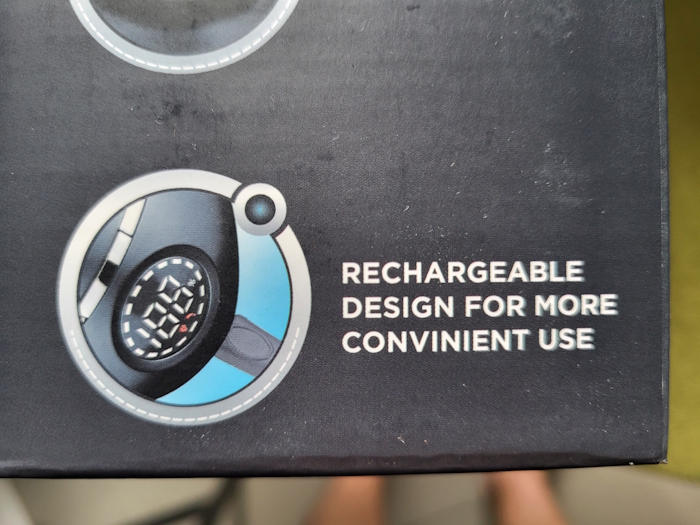 RECHARGEABLE
DESIGN FOR MORE
CONVINIENT USE